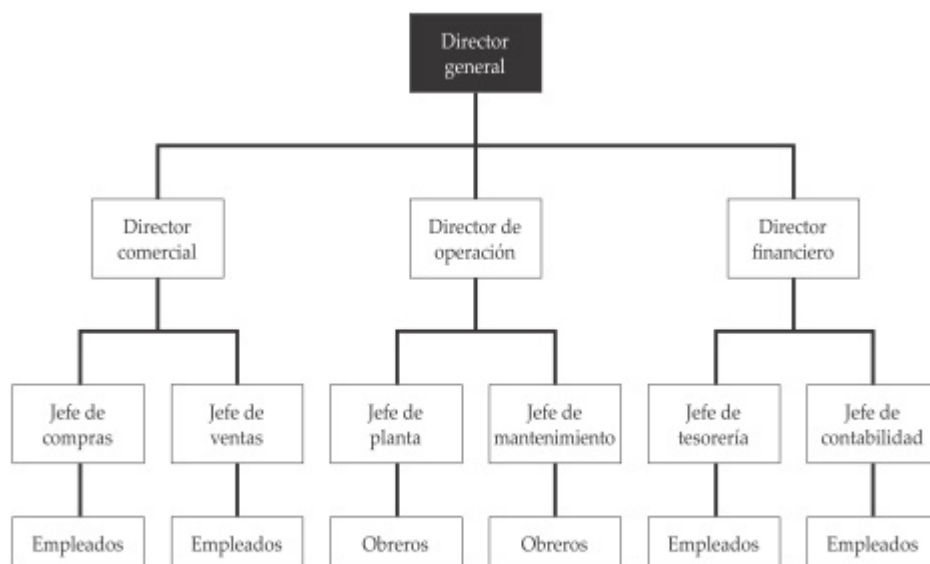 Director
general
Director
comercial
Director de
operación
Director
financiero
Jefe de
compras
Jefe de
ventas
Jefe de
planta
Jefe de
mantenimiento
Jefe de
tesorería
Jefe de
contabilidad
Empleados
Empleados
Obreros
Obreros
Empleados
Empleados